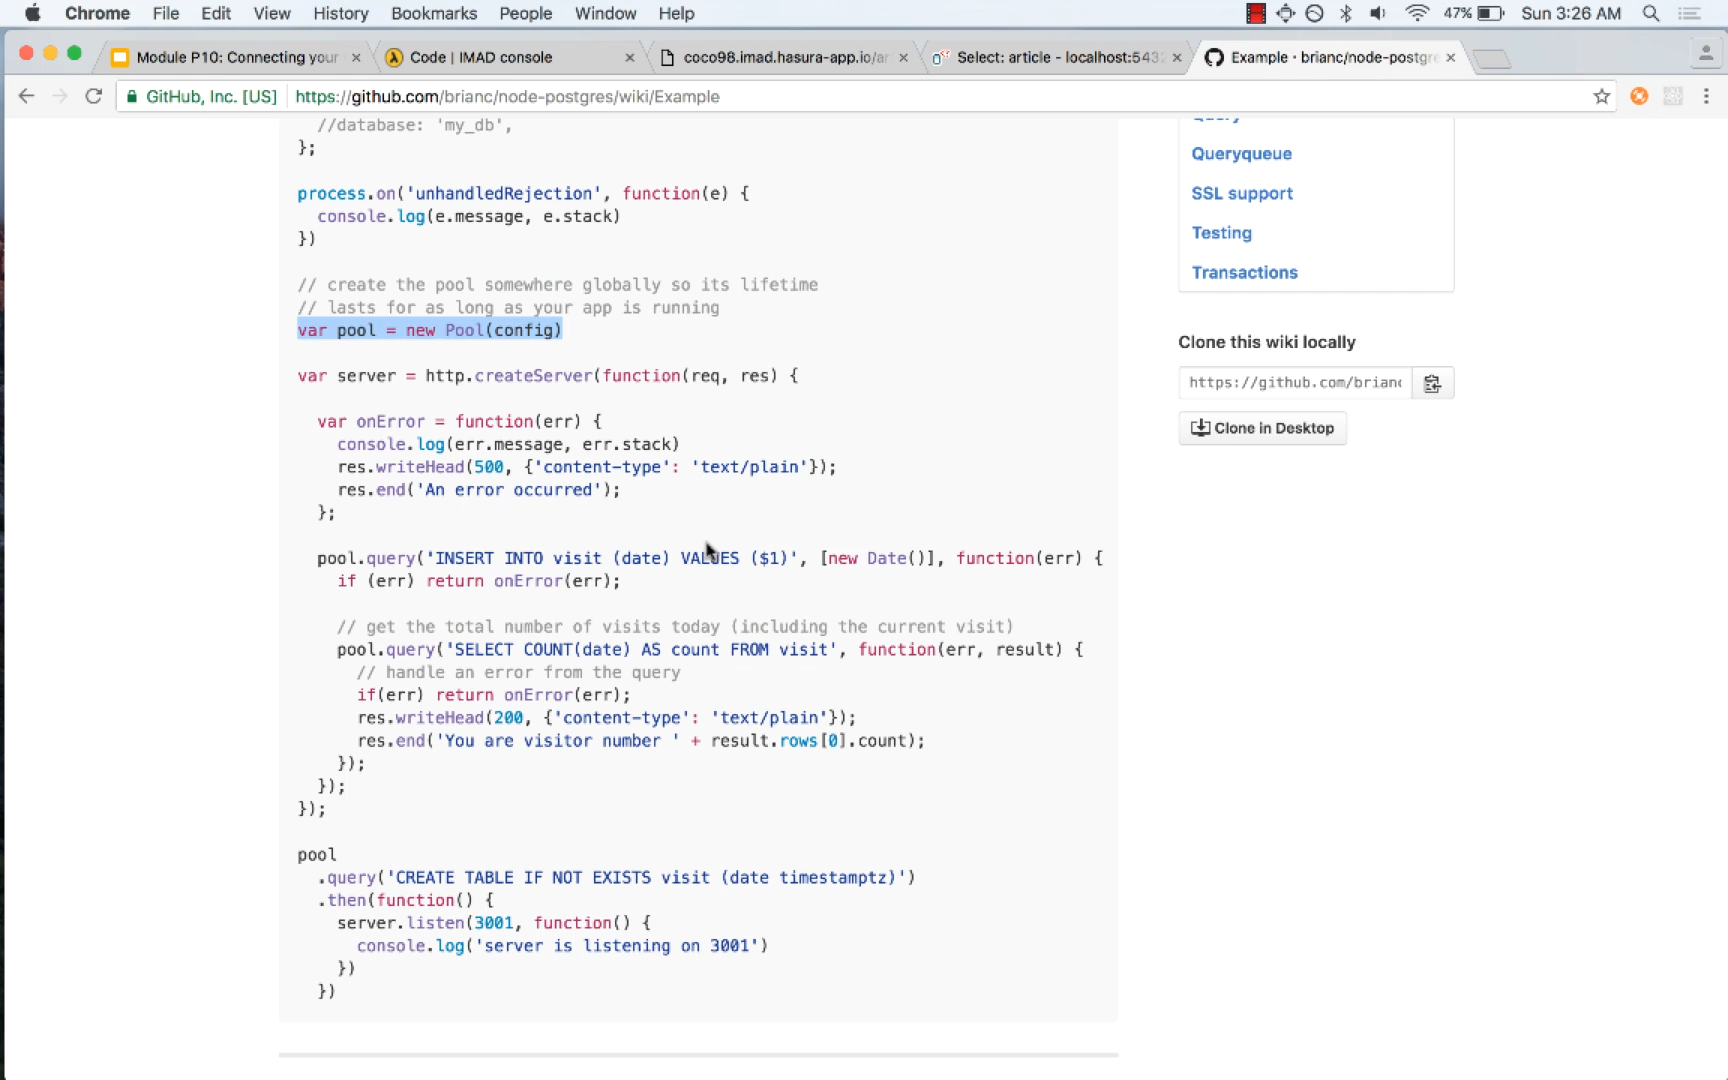 Chrome File Edit View History Bookmarks People Window Help 47% Sun 3:26 AM
Module P10: Connecting your
Code | IMAD console
coco98.imad.hasura-app.io/ar
Select: article - localhost:5432
Example · brianc/node-postgre
GitHub, Inc. [US] https://github.com/brianc/node-postgres/wiki/Example
//database: 'my_db',
};
process.on('unhandledRejection', function(e) {
console.log(e.message, e.stack)
})
// create the pool somewhere globally so its lifetime
// lasts for as long as your app is running
var pool = new Pool(config)
var server = http.createServer(function(req, res) {
var onError = function(err) {
console.log(err.message, err.stack)
res.writeHead(500, {'content-type': 'text/plain'});
res.end('An error occurred');
};
pool.query('INSERT INTO visit (date) VALUES ($1)', [new Date()], function(err) {
if (err) return onError(err);
// get the total number of visits today (including the current visit)
pool.query('SELECT COUNT(date) AS count FROM visit', function(err, result) {
// handle an error from the query
if(err) return onError(err);
res.writeHead(200, {'content-type': 'text/plain'});
res.end('You are visitor number ' + result.rows[0].count);
});
});
});
pool
.query('CREATE TABLE IF NOT EXISTS visit (date timestamptz)')
.then(function() {
server.listen(3001, function() {
console.log('server is listening on 3001')
})
})
Query
Queryqueue
SSL support
Testing
Transactions
Clone this wiki locally
https://github.com/brianc
Clone in Desktop